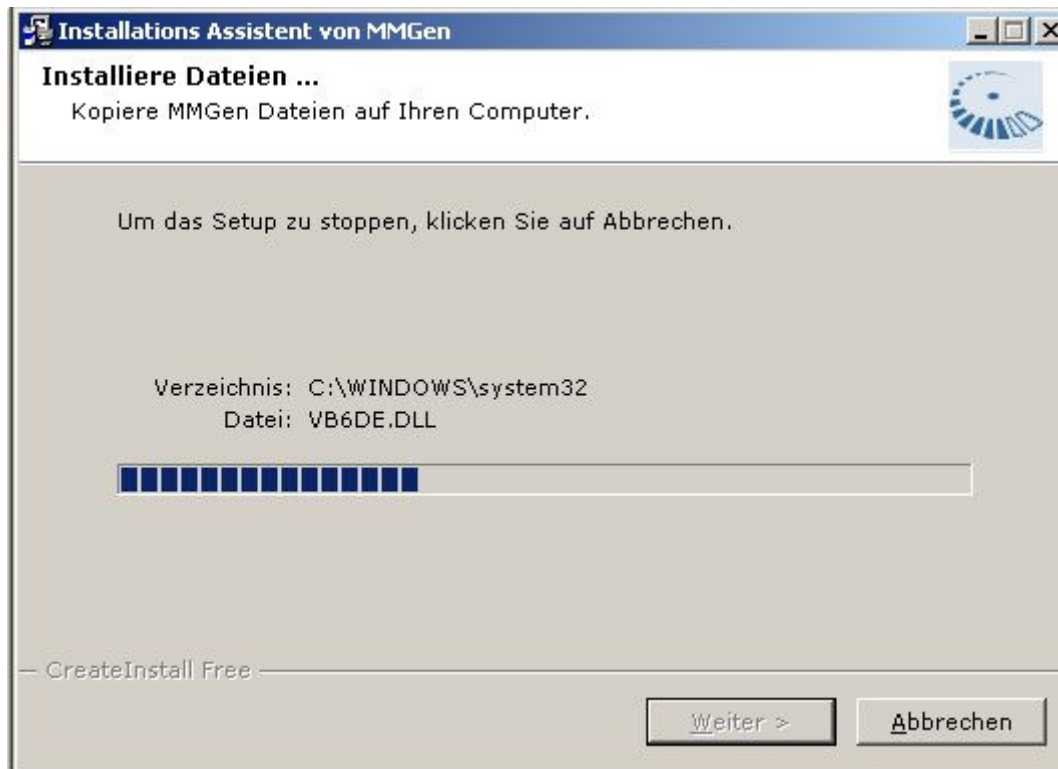 Installations Assistent von MMGen
Installiere Dateien ...
Kopiere MMGen Dateien auf Ihren Computer.
Um das Setup zu stoppen, klicken Sie auf Abbrechen.
Verzeichnis: C:\WINDOWS\system32
Datei: VB6DE.DLL
CreateInstall Free
Weiter > Abbrechen